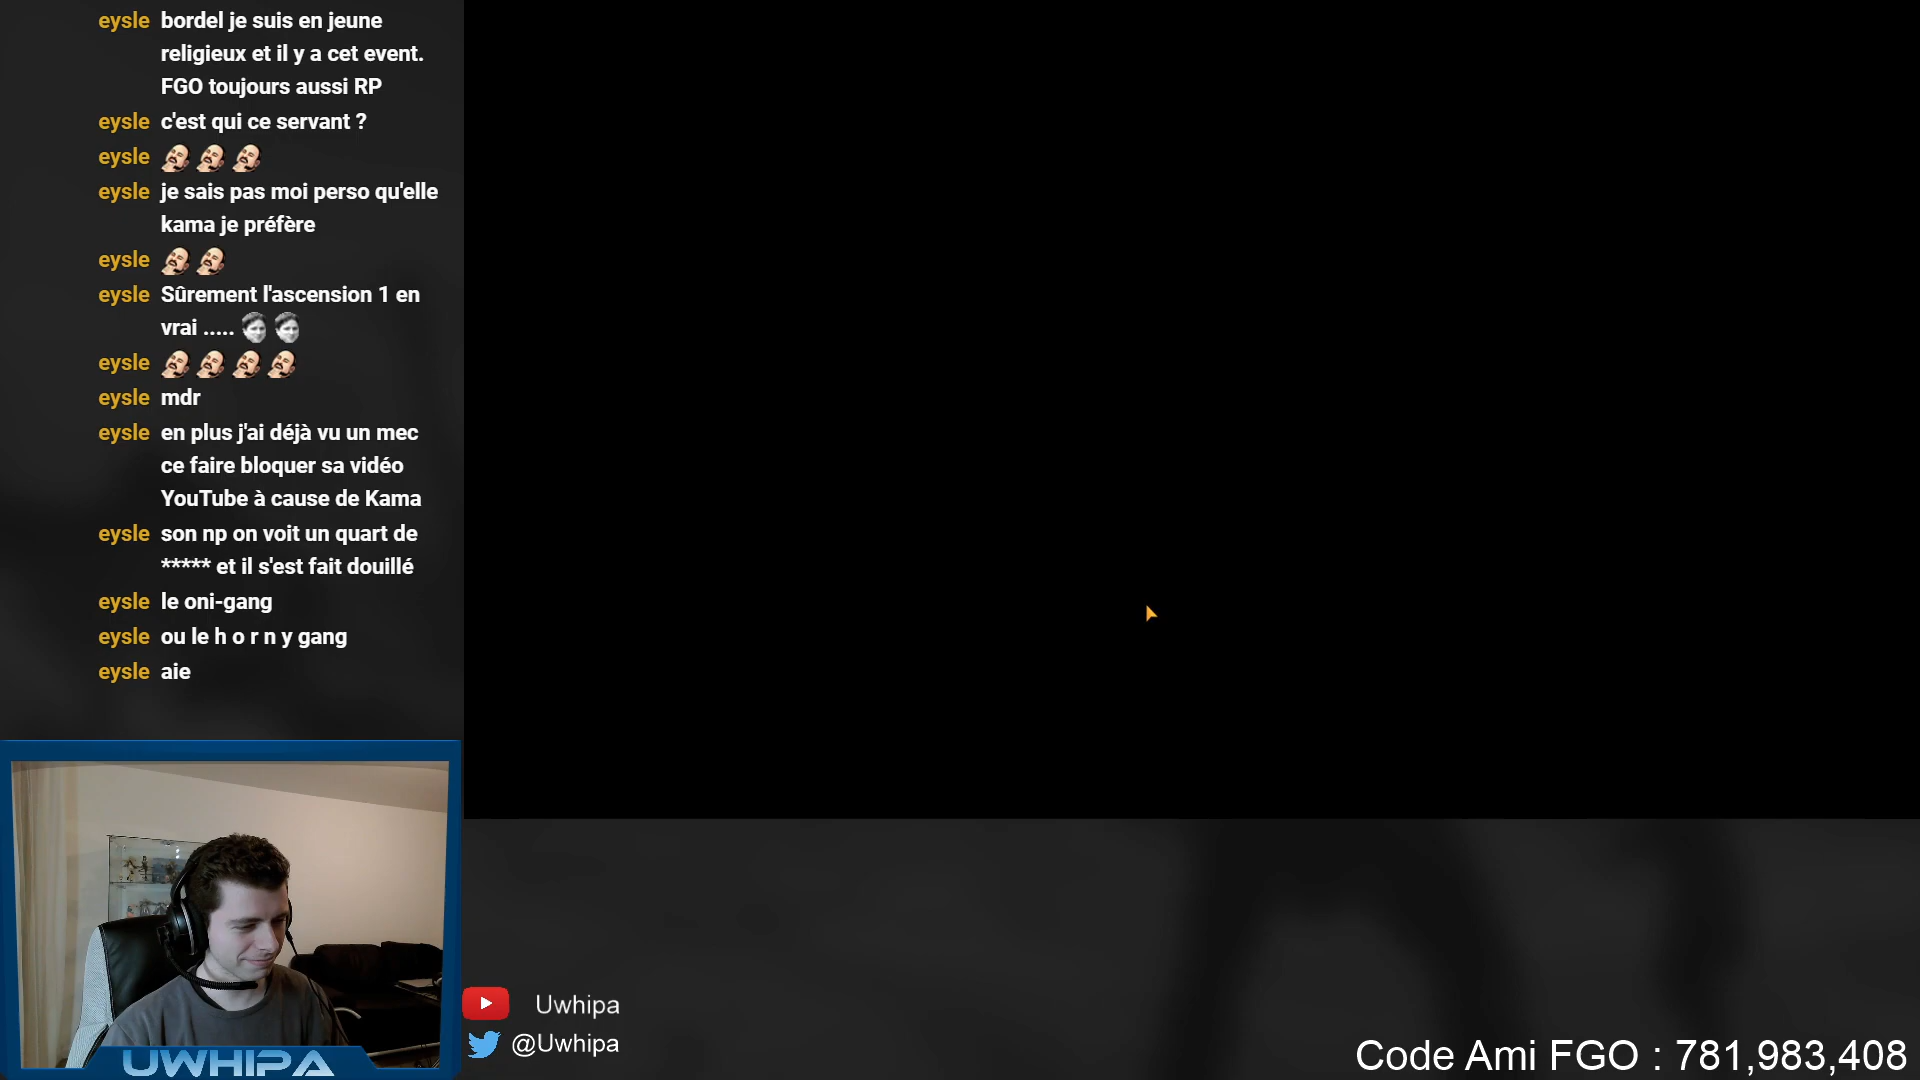 eysle bordel je suis en jeune
religieux et il y a cet event.
FGO toujours aussi RP
eysle c'est qui ce servant ?
eysle
eysle je sais pas moi perso qu'elle
kama je préfère
eysle
eysle Sûrement l'ascension 1 en
vrai .....
eysle
eysle mdr
eysle en plus j'ai déjà vu un mec
ce faire bloquer sa vidéo
YouTube à cause de Kama
eysle son np on voit un quart de
***** et il s'est fait douillé
eysle le oni-gang
eysle ou le h o r n y gang
eysle aie
UWHIPA
Uwhipa
@Uwhipa
Code Ami FGO : 781,983,408